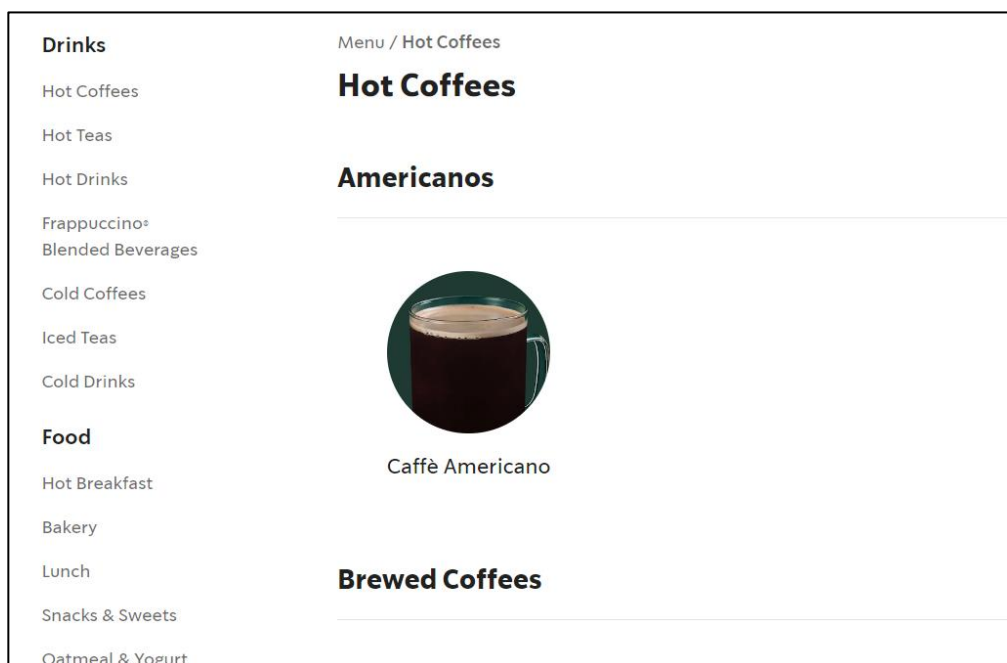 Drinks
Hot Coffees
Hot Teas
Hot Drinks
Frappuccino®
Blended Beverages
Cold Coffees
Iced Teas
Cold Drinks
Food
Hot Breakfast
Bakery
Lunch
Snacks & Sweets
Oatmeal & Yogurt
Menu / Hot Coffees
Hot Coffees
Americanos
Caffè Americano
Brewed Coffees